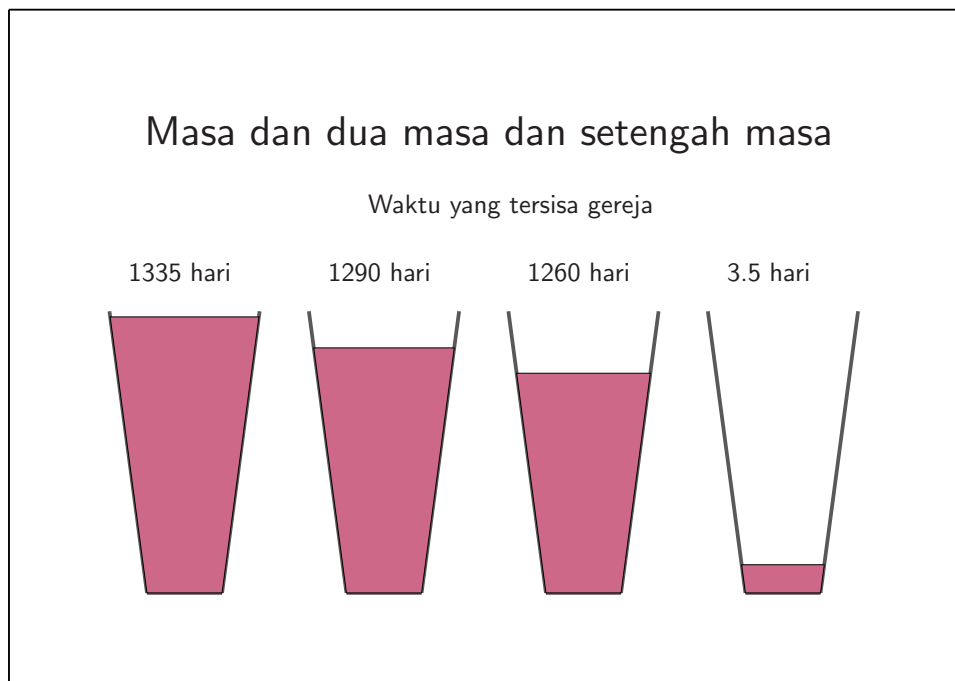 Masa dan dua masa dan setengah masa
Waktu yang tersisa gereja
1335 hari 1290 hari 1260 hari 3.5 hari